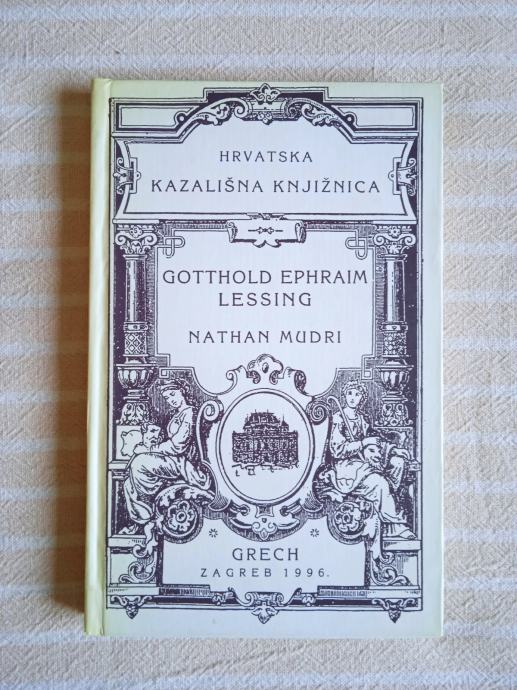 HRVATSKA
KAZALIŠNA KNJIŽNICA
GOTTHOLD EPHRAIM
LESSING
NATHAN MUDRI
GRECH
ZAGREB 1996.